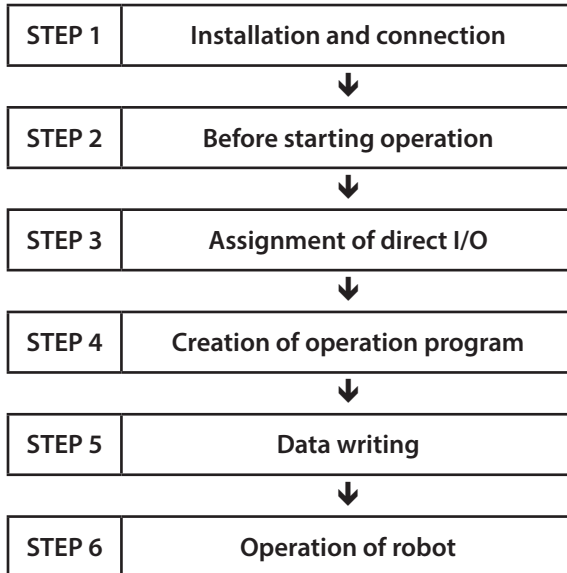 STEP 1 Installation and connection
STEP 2 Before starting operation
STEP 3 Assignment of direct I/O
STEP 4 Creation of operation program
STEP 5 Data writing
STEP 6 Operation of robot